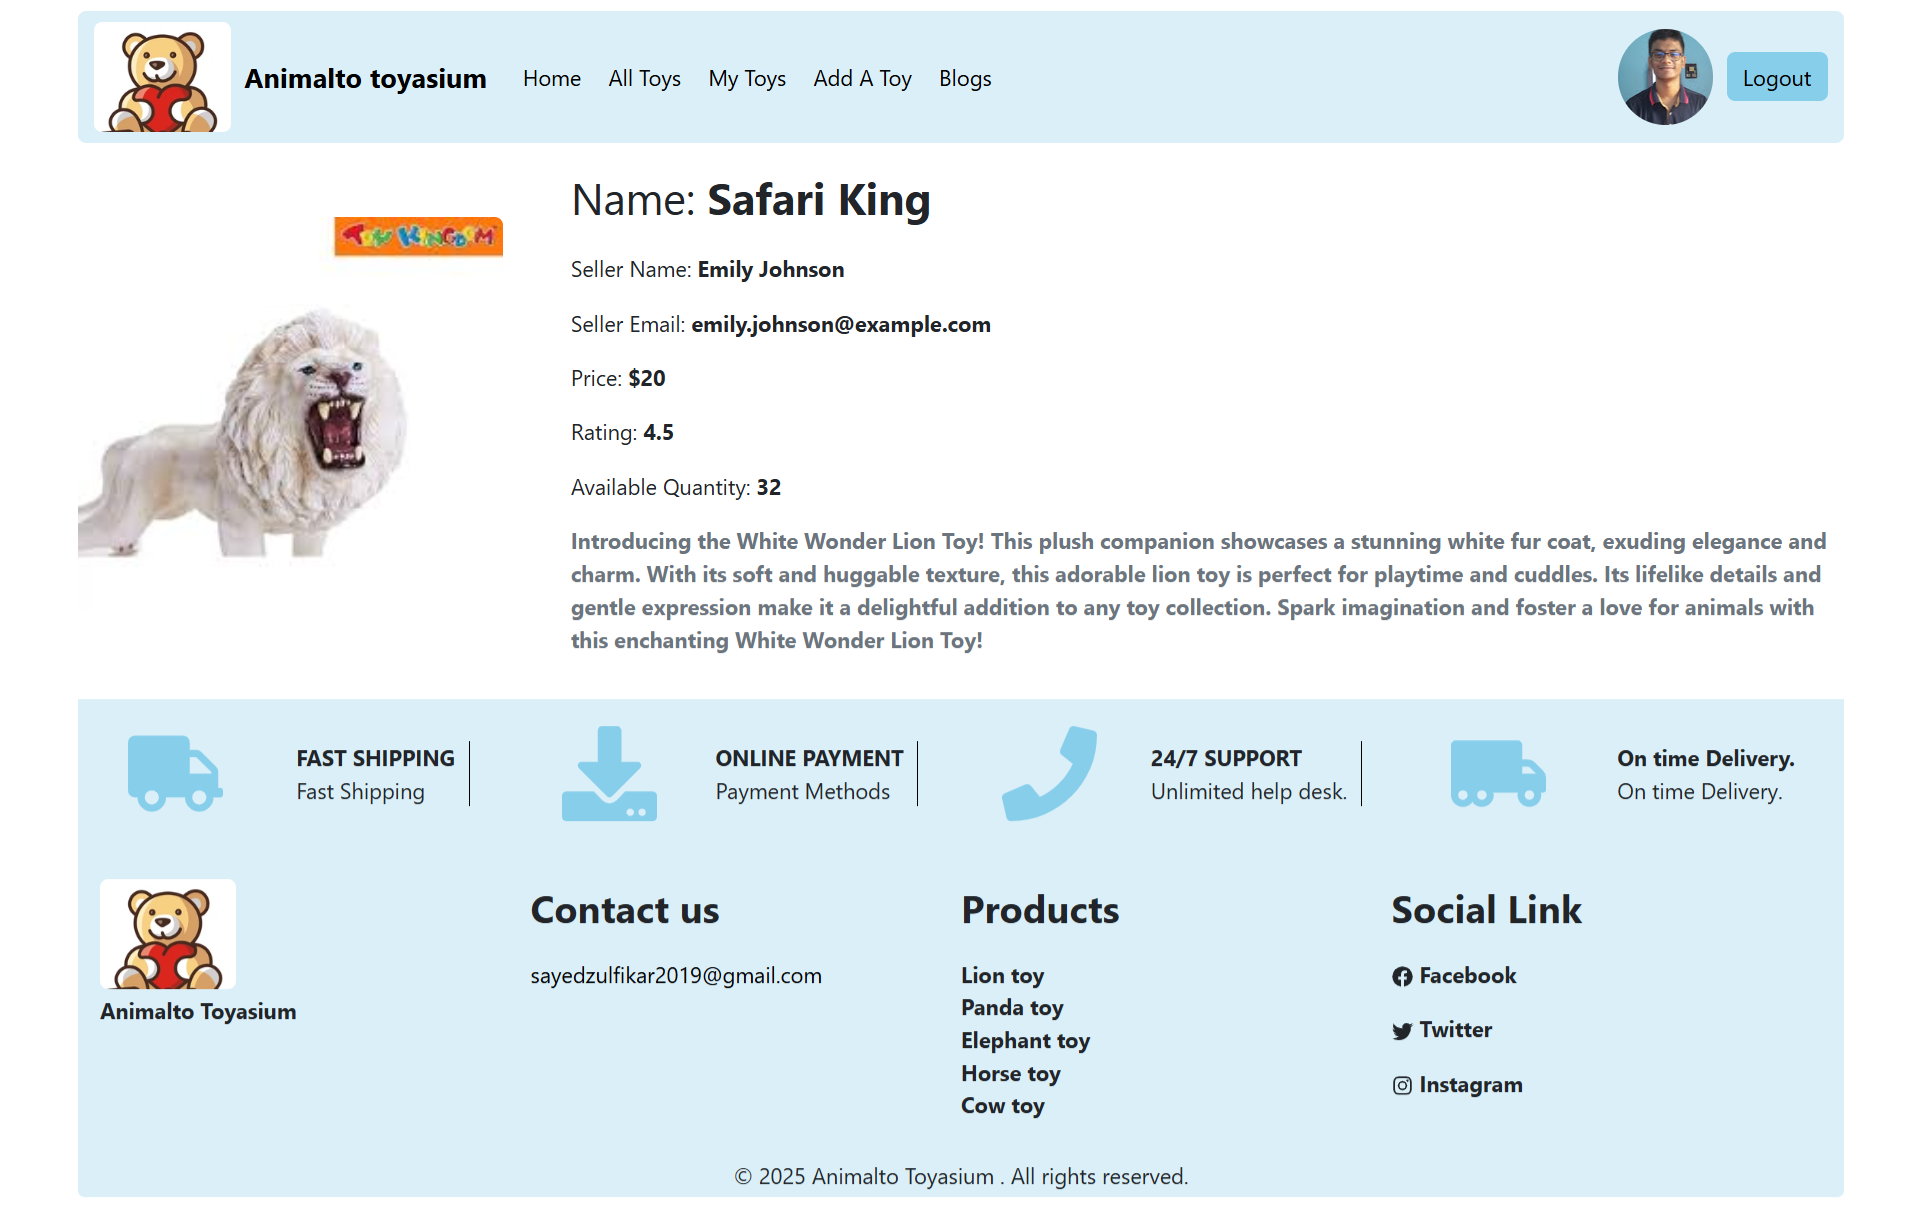 Animalto toyasium
Home
All Toys
My Toys
Add A Toy
Blogs
Logout
TOY KINGDOM
Name: Safari King
Seller Name: Emily Johnson
Seller Email: emily.johnson@example.com
Price: $20
Rating: 4.5
Available Quantity: 32
Introducing the White Wonder Lion Toy! This plush companion showcases a stunning white fur coat, exuding elegance and
charm. With its soft and huggable texture, this adorable lion toy is perfect for playtime and cuddles. Its lifelike details and
gentle expression make it a delightful addition to any toy collection. Spark imagination and foster a love for animals with
this enchanting White Wonder Lion Toy!
FAST SHIPPING
Fast Shipping
ONLINE PAYMENT
Payment Methods
24/7 SUPPORT
Unlimited help desk.
On time Delivery.
On time Delivery.
Animalto Toyasium
Contact us
sayedzulfikar2019@gmail.com
Products
Lion toy
Panda toy
Elephant toy
Horse toy
Cow toy
Social Link
Facebook
Twitter
Instagram
© 2025 Animalto Toyasium . All rights reserved.